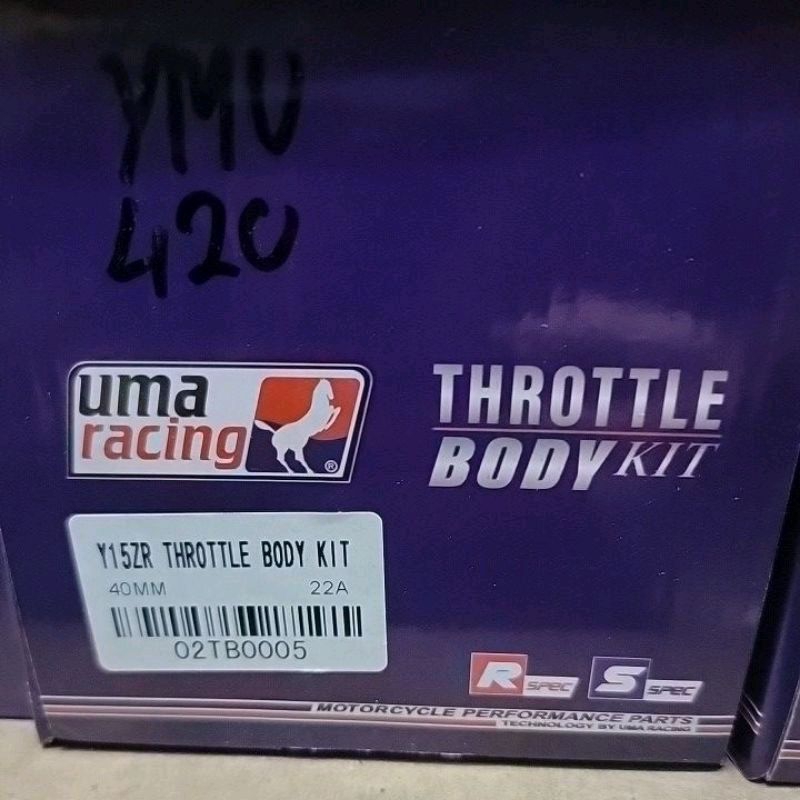 YMU
420
uma
racing
®
THROTTLE
BODY KIT
Y15ZR THROTTLE BODY KIT
40MM 22A
02TB0005
R SPEC S SPEC
MOTORCYCLE PERFORMANCE PARTS
TECHNOLOGY BY UMA RACING